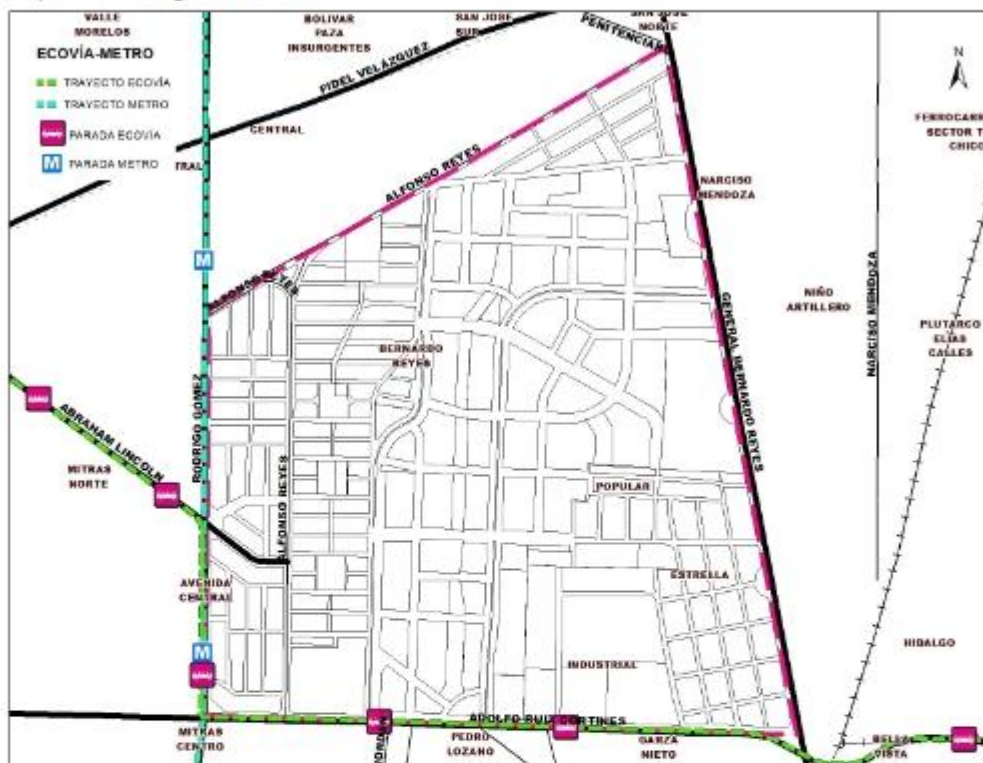 VALLE
MORELOS
BOLIVAR
PAZA
INSURGENTES
SAN JOSE
SUR
SAN JOSE
NORTE
PENITENCIAR
ECOVÍA-METRO
TRAYECTO ECOVÍA
TRAYECTO METRO
PARADA ECOVÍA
M PARADA METRO
FIDEL VELAZQUEZ
CENTRAL
TRAL
N
FERROCARR
SECTOR T
CHICO
ALFONSO REYES
NARCISO
MENDOZA
M
ALFONSO REYES
NARCISO MENDOZA
NIÑO
ARTILLERO
PLUTARCO
ELIAS
CALLES
BERNARDO
REYES
GENERAL BERNARDO REYES
RODRIGO GOMEZ
ABRAHAM LINCOLN
MITRAS
NORTE
ALFONSO REYES
POPULAR
AVENIDA
CENTRAL
ESTRELLA
HIDALGO
M
INDUSTRIAL
ADOLFO RUIZ CORTINES
MITRAS
CENTRO
PEDRO
LOZANO
GARZA
NIETO
VISTA